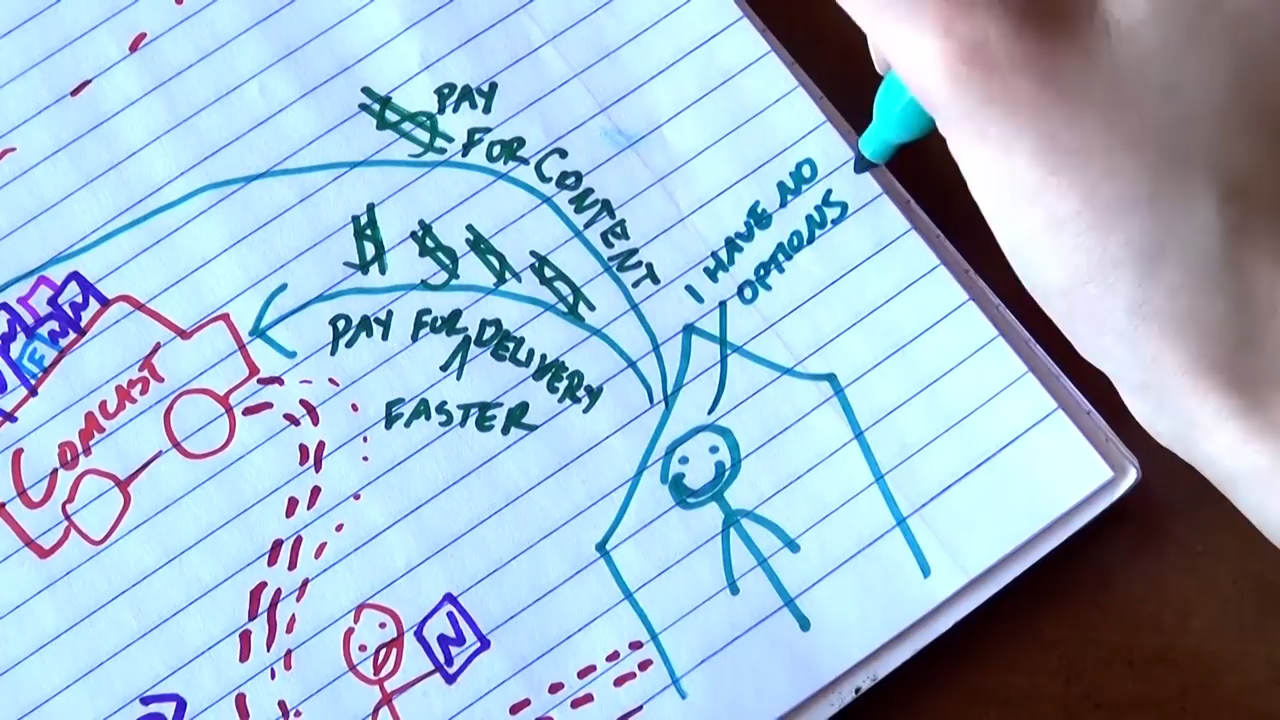 $ PAY
FOR CONTENT
$ $ $ $
PAY FOR DELIVERY
^
FASTER
I HAVE NO
OPTIONS
COMCAST
N
N
F
N
N